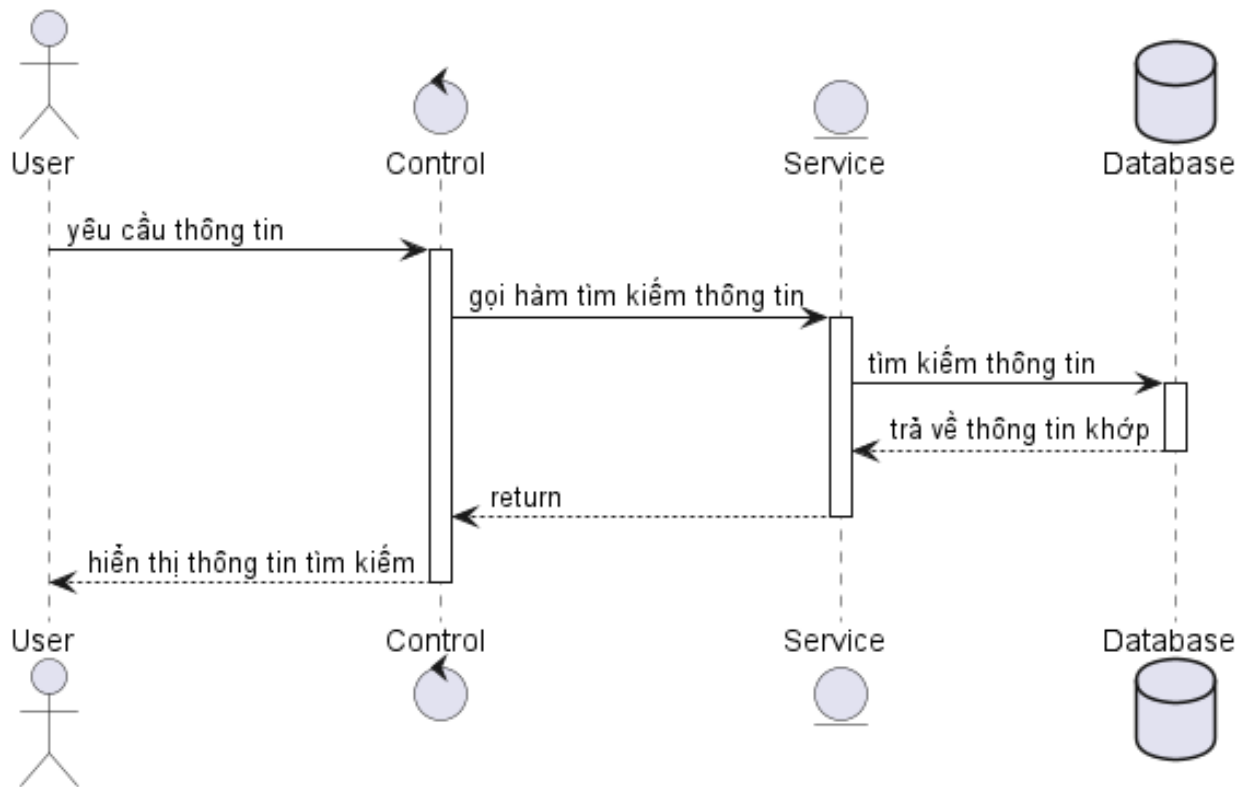 User
Control
Service
Database
yêu cầu thông tin
gọi hàm tìm kiếm thông tin
tìm kiếm thông tin
trả về thông tin khớp
return
hiển thị thông tin tìm kiếm
User
Control
Service
Database